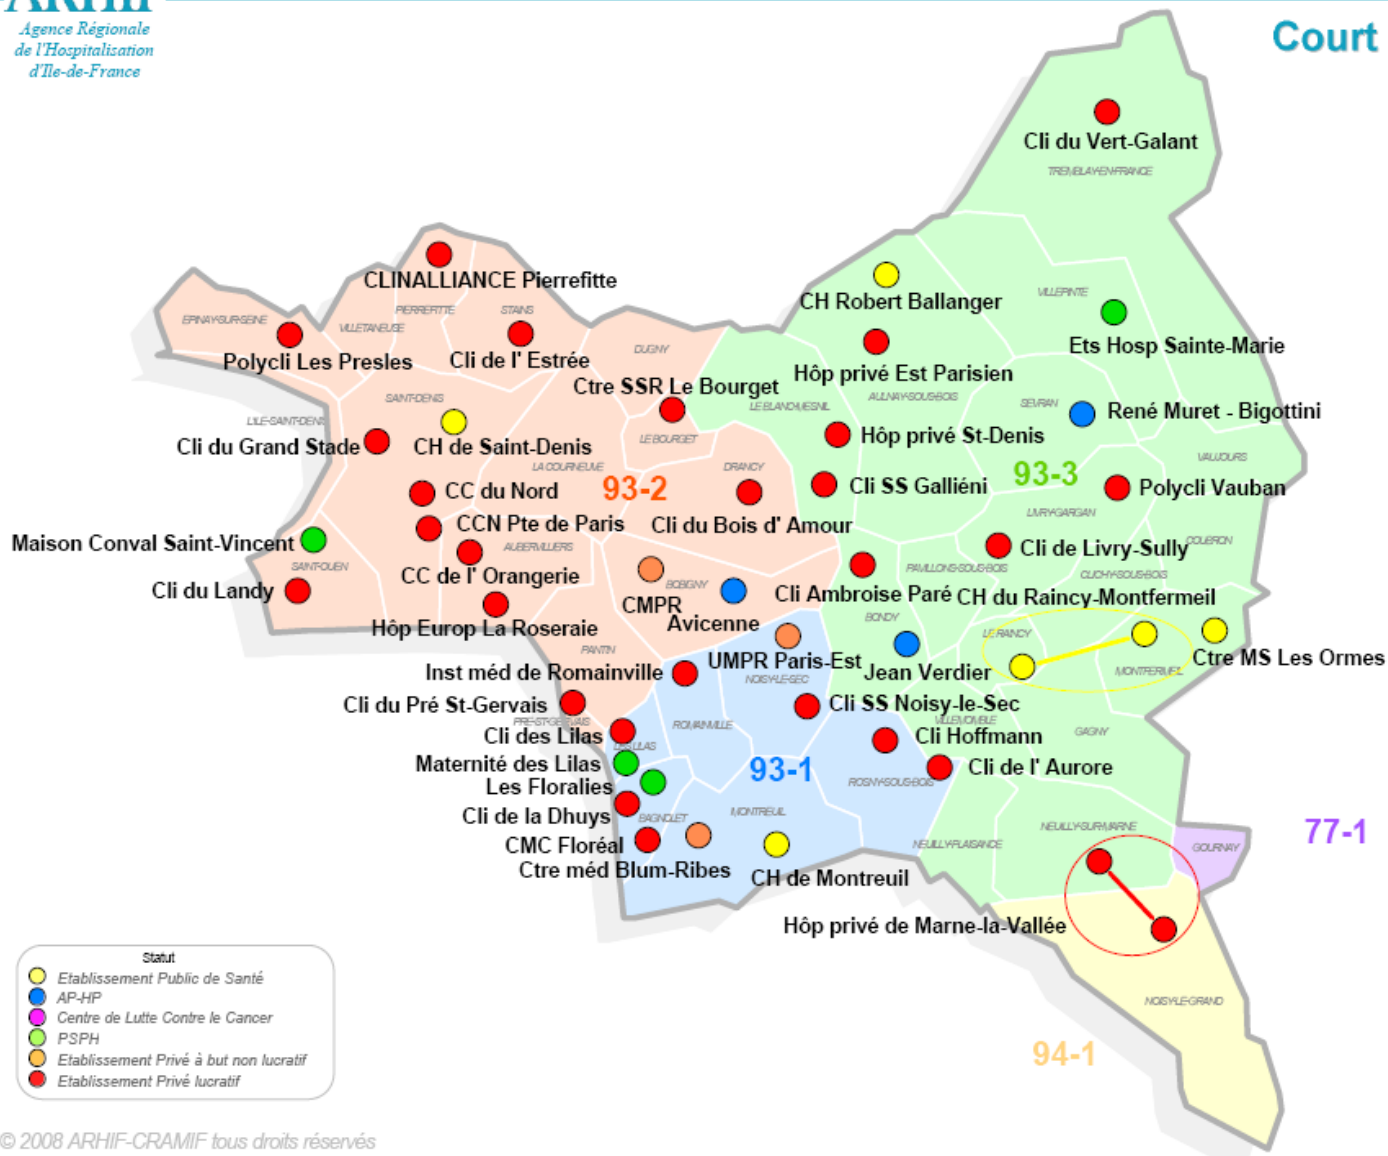 ARHIF
Agence Régionale
de l'Hospitalisation
d'Ile-de-France
Court
Cli du Vert-Galant
TREMBLAY-EN-FRANCE
CLINALLIANCE Pierrefitte
CH Robert Ballanger
VILLEPINTE
PIERREFITTE
STAINS
EPINAY-SUR-SEINE
VILLETANEUSE
Ets Hosp Sainte-Marie
Polycli Les Presles
Cli de l' Estrée
DUGNY
Hôp privé Est Parisien
Ctre SSR Le Bourget
SAINT-DENIS
AULNAY-SOUS-BOIS
LE BLANC-MESNIL
SEVRAN
René Muret - Bigottini
L'ILE-SAINT-DENIS
Cli du Grand Stade
CH de Saint-Denis
LE BOURGET
Hôp privé St-Denis
VAUJOURS
LA COURNEUVE
DRANCY
93-3
93-2
CC du Nord
Cli SS Galliéni
Polycli Vauban
LIVRY-GARGAN
CCN Pte de Paris
Cli du Bois d' Amour
Maison Conval Saint-Vincent
AUBERVILLIERS
Cli de Livry-Sully
COUBRON
SAINT-OUEN
PAVILLONS-SOUS-BOIS
CLICHY-SOUS-BOIS
CC de l' Orangerie
BOBIGNY
Cli du Landy
Cli Ambroise Paré
CH du Raincy-Montfermeil
CMPR
BONDY
Avicenne
Hôp Europ La Roseraie
LE RAINCY
PANTIN
UMPR Paris-Est
Ctre MS Les Ormes
Inst méd de Romainville
Jean Verdier
MONTFERMEIL
NOISY-LE-SEC
Cli du Pré St-Gervais
Cli SS Noisy-le-Sec
PRE-ST-GERVAIS
ROMAINVILLE
VILLEMOMBLE
Cli des Lilas
Cli Hoffmann
GAGNY
LES LILAS
Maternité des Lilas
93-1
Cli de l' Aurore
Les Floralies
ROSNY-SOUS-BOIS
Cli de la Dhuys
BAGNOLET
MONTREUIL
NEUILLY-SUR-MARNE
77-1
CMC Floréal
NEUILLY-PLAISANCE
GOURNAY
Ctre méd Blum-Ribes
CH de Montreuil
Hôp privé de Marne-la-Vallée
NOISY-LE-GRAND
94-1
Statut
Etablissement Public de Santé
AP-HP
Centre de Lutte Contre le Cancer
PSPH
Etablissement Privé à but non lucratif
Etablissement Privé lucratif
© 2008 ARHIF-CRAMIF tous droits réservés